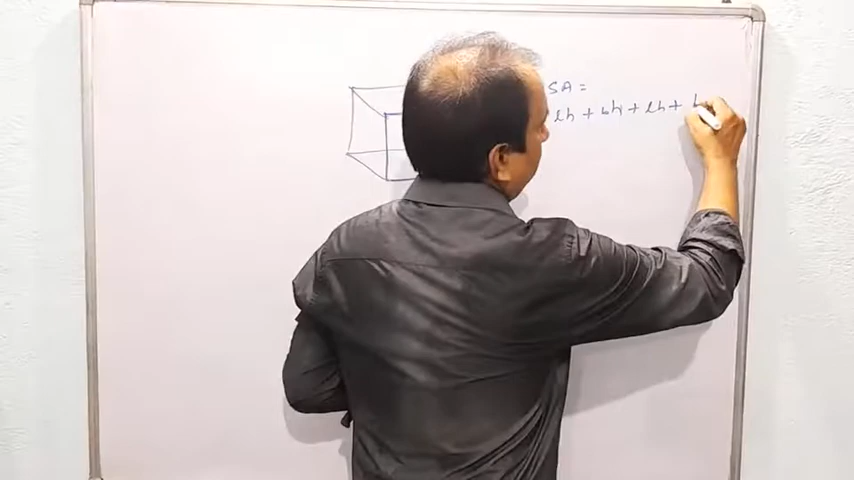 SA =
lh + bh + lh + b